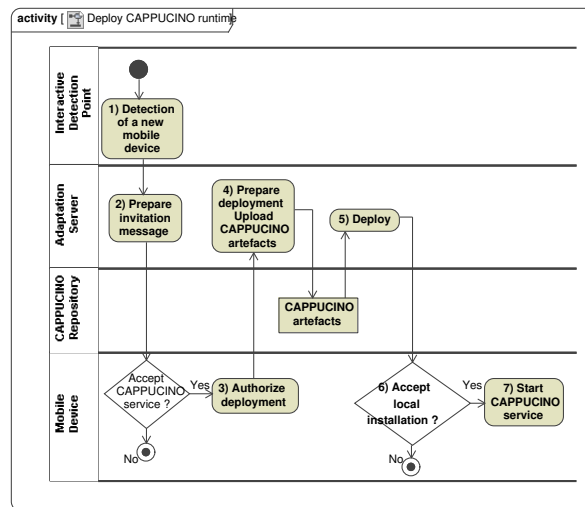 activity [ Deploy CAPPUCINO runtime
Interactive
Detection
Point
1) Detection
of a new
mobile
device
Adaptation
Server
2) Prepare
invitation
message
4) Prepare
deployment
Upload
CAPPUCINO
artefacts
5) Deploy
CAPPUCINO
Repository
CAPPUCINO
artefacts
Mobile
Device
Accept
CAPPUCINO
service ?
Yes
No
3) Authorize
deployment
6) Accept
local
installation ?
Yes
No
7) Start
CAPPUCINO
service